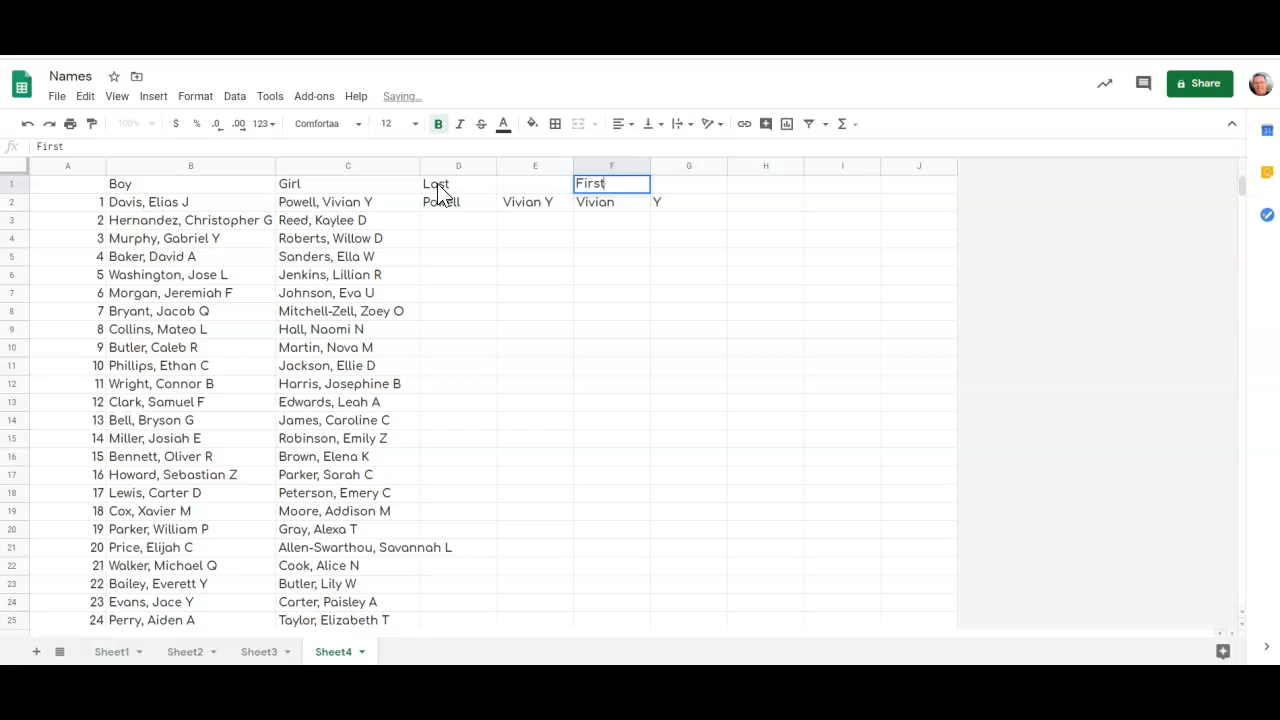 Names
File Edit View Insert Format Data Tools Add-ons Help Saving...
Share
100% $ % .0 .00 123 Comfortaa 12 B I S A
fx First
A B C D E F G H I J
1 Boy Girl Last First
2 1 Davis, Elias J Powell, Vivian Y Powell Vivian Y Vivian Y
3 2 Hernandez, Christopher G Reed, Kaylee D
4 3 Murphy, Gabriel Y Roberts, Willow D
5 4 Baker, David A Sanders, Ella W
6 5 Washington, Jose L Jenkins, Lillian R
7 6 Morgan, Jeremiah F Johnson, Eva U
8 7 Bryant, Jacob Q Mitchell-Zell, Zoey O
9 8 Collins, Mateo L Hall, Naomi N
10 9 Butler, Caleb R Martin, Nova M
11 10 Phillips, Ethan C Jackson, Ellie D
12 11 Wright, Connor B Harris, Josephine B
13 12 Clark, Samuel F Edwards, Leah A
14 13 Bell, Bryson G James, Caroline C
15 14 Miller, Josiah E Robinson, Emily Z
16 15 Bennett, Oliver R Brown, Elena K
17 16 Howard, Sebastian Z Parker, Sarah C
18 17 Lewis, Carter D Peterson, Emery C
19 18 Cox, Xavier M Moore, Addison M
20 19 Parker, William P Gray, Alexa T
21 20 Price, Elijah C Allen-Swarthou, Savannah L
22 21 Walker, Michael Q Cook, Alice N
23 22 Bailey, Everett Y Butler, Lily W
24 23 Evans, Jace Y Carter, Paisley A
25 24 Perry, Aiden A Taylor, Elizabeth T
Sheet1 Sheet2 Sheet3 Sheet4